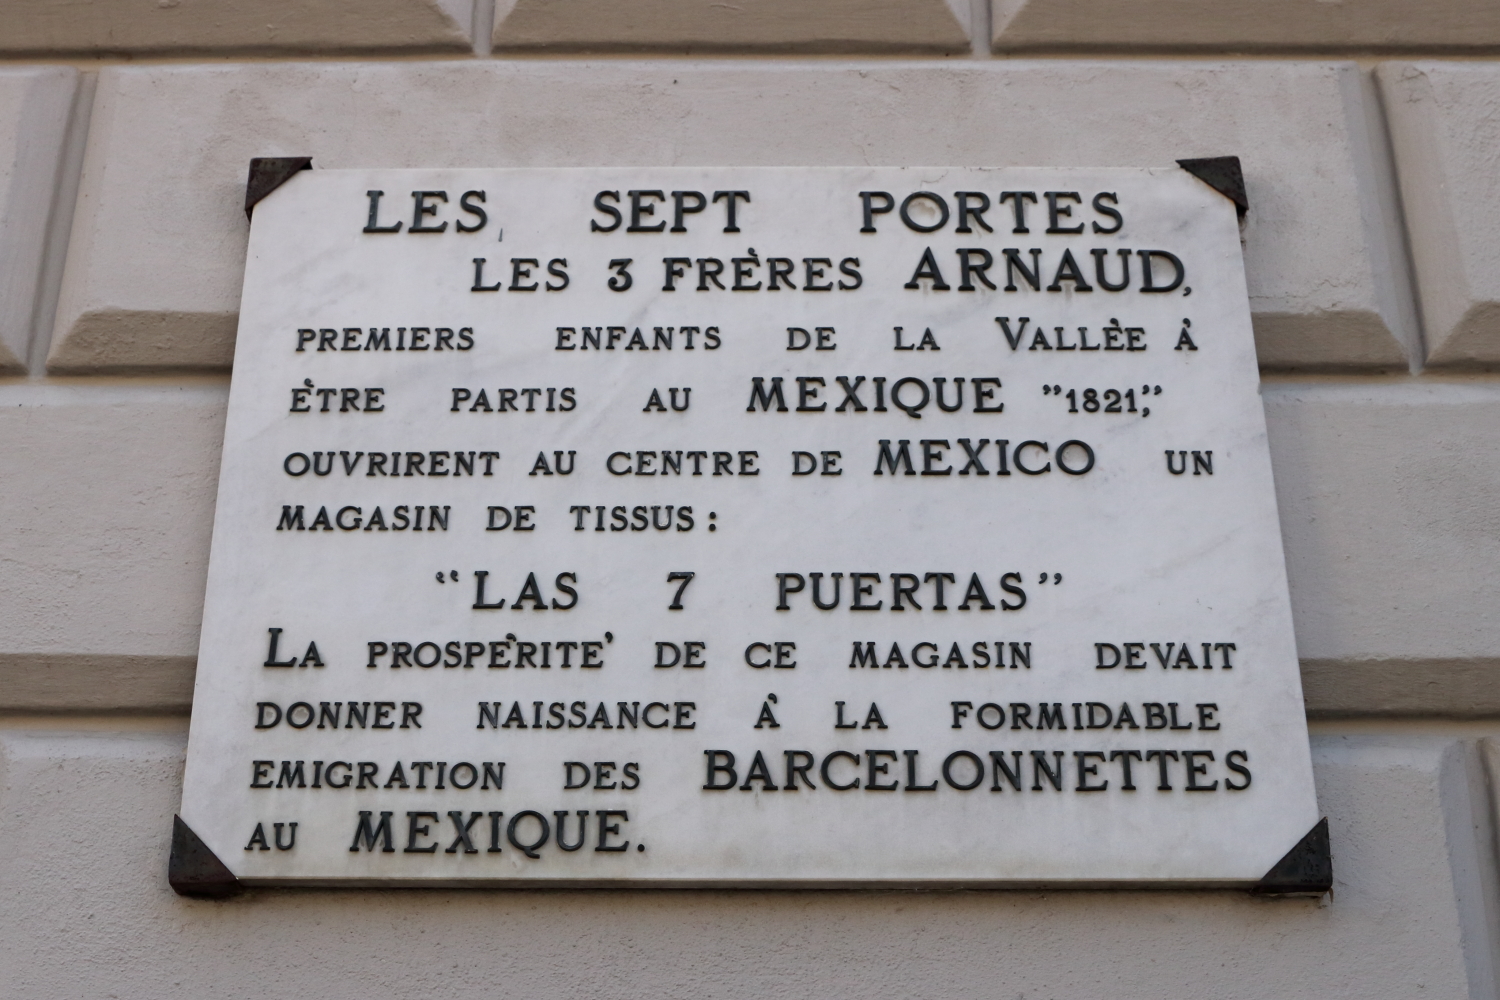 LES SEPT PORTES
LES 3 FRÈRES ARNAUD,
PREMIERS ENFANTS DE LA VALLÈE À
ÈTRE PARTIS AU MEXIQUE ”1821,”
OUVRIRENT AU CENTRE DE MEXICO UN
MAGASIN DE TISSUS :
“LAS 7 PUERTAS”
LA PROSPÉRITÉ DE CE MAGASIN DEVAIT
DONNER NAISSANCE À LA FORMIDABLE
EMIGRATION DES BARCELONNETTES
AU MEXIQUE.